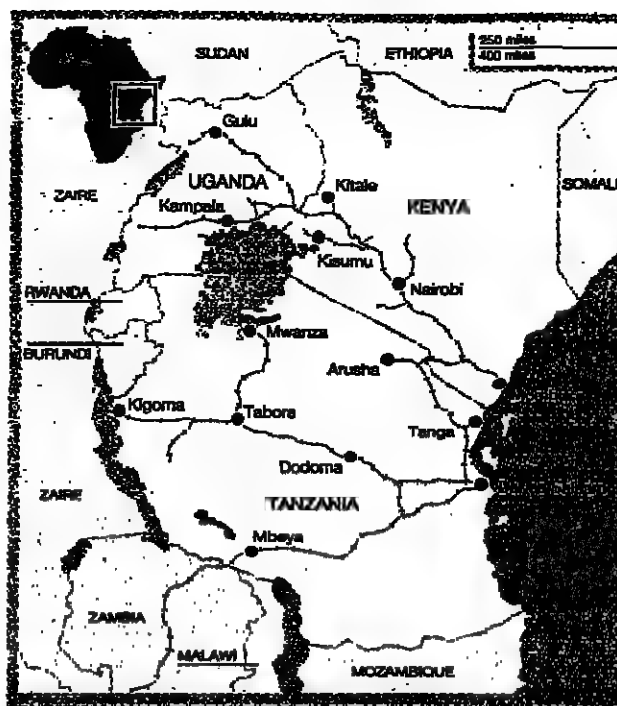 SUDAN
ETHIOPIA
250 miles
400 miles
Gulu
ZAIRE
UGANDA
Kitale
KENYA
SOMALI
Kampala
Kisumu
Nairobi
RWANDA
Mwanza
BURUNDI
Arusha
Kigoma
Tabora
Tanga
Dodoma
ZAIRE
TANZANIA
Mbeya
ZAMBIA
MALAWI
MOZAMBIQUE